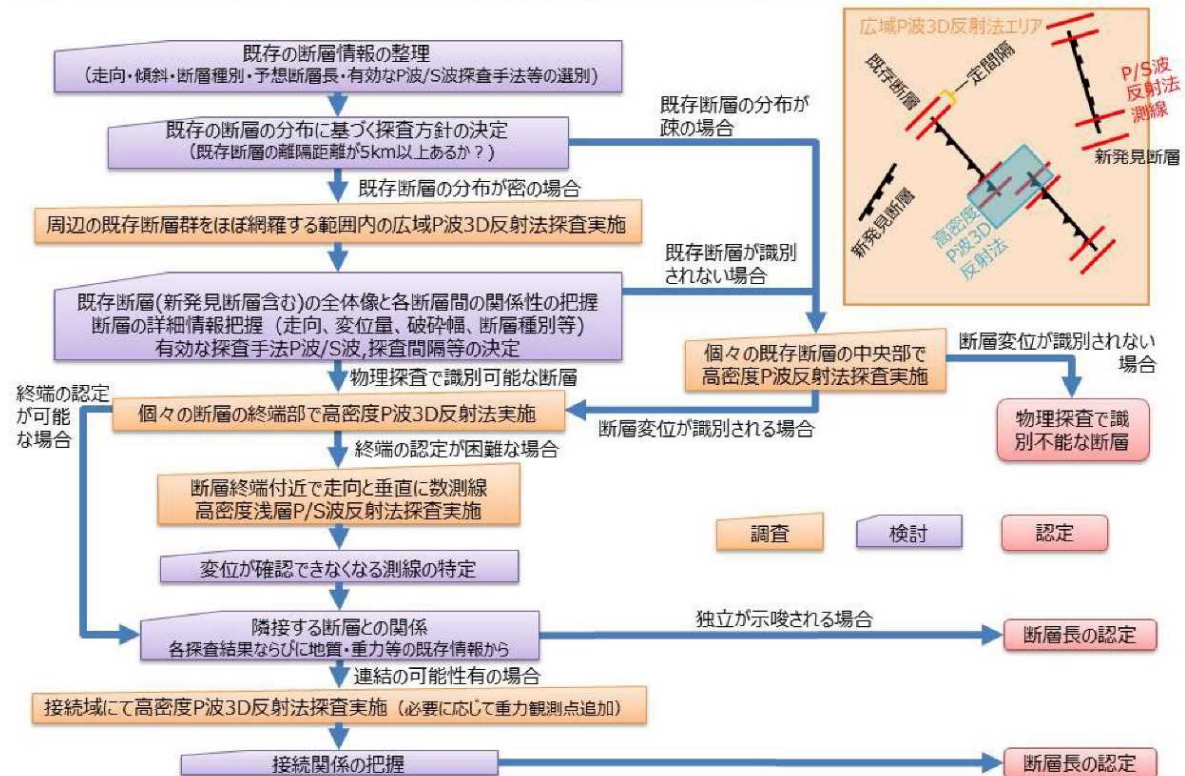 既存の断層情報の整理
（走向・傾斜・断層種別・予想断層長・有効なP波/S波探査手法等の選別）
既存の断層の分布に基づく探査方針の決定
（既存断層の離隔距離が5km以上あるか？）
既存断層の分布が
疎の場合
既存断層の分布が密の場合
周辺の既存断層群をほぼ網羅する範囲内の広域P波3D反射法探査実施
既存断層が識別
されない場合
既存断層(新発見断層含む)の全体像と各断層間の関係性の把握
断層の詳細情報把握（走向、変位量、破砕幅、断層種別等）
有効な探査手法P波/S波,探査間隔等の決定
個々の既存断層の中央部で
高密度P波反射法探査実施
断層変位が識別されない
場合
物理探査で識
別不能な断層
物理探査で識別可能な断層
終端の認定
が可能
な場合
個々の断層の終端部で高密度P波3D反射法実施
断層変位が識別される場合
終端の認定が困難な場合
断層終端付近で走向と垂直に数測線
高密度浅層P/S波反射法探査実施
変位が確認できなくなる測線の特定
隣接する断層との関係
各探査結果ならびに地質・重力等の既存情報から
独立が示唆される場合
断層長の認定
連結の可能性有の場合
接続域にて高密度P波3D反射法探査実施（必要に応じて重力観測点追加）
接続関係の把握
断層長の認定
調査
検討
認定
広域P波3D反射法エリア
既存断層
一定間隔
P/S波
反射法
測線
新発見断層
新発見断層
高密度
P波3D
反射法